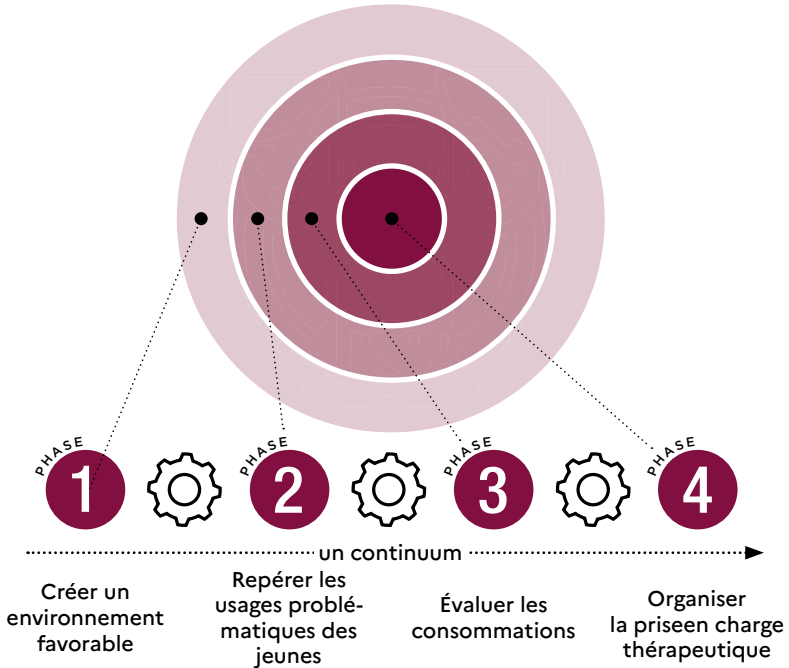 PHASE
1
PHASE
2
PHASE
3
PHASE
4
un continuum
Créer un
environnement
favorable
Repérer les
usages problé-
matiques des
jeunes
Évaluer les
consommations
Organiser
la priseen charge
thérapeutique